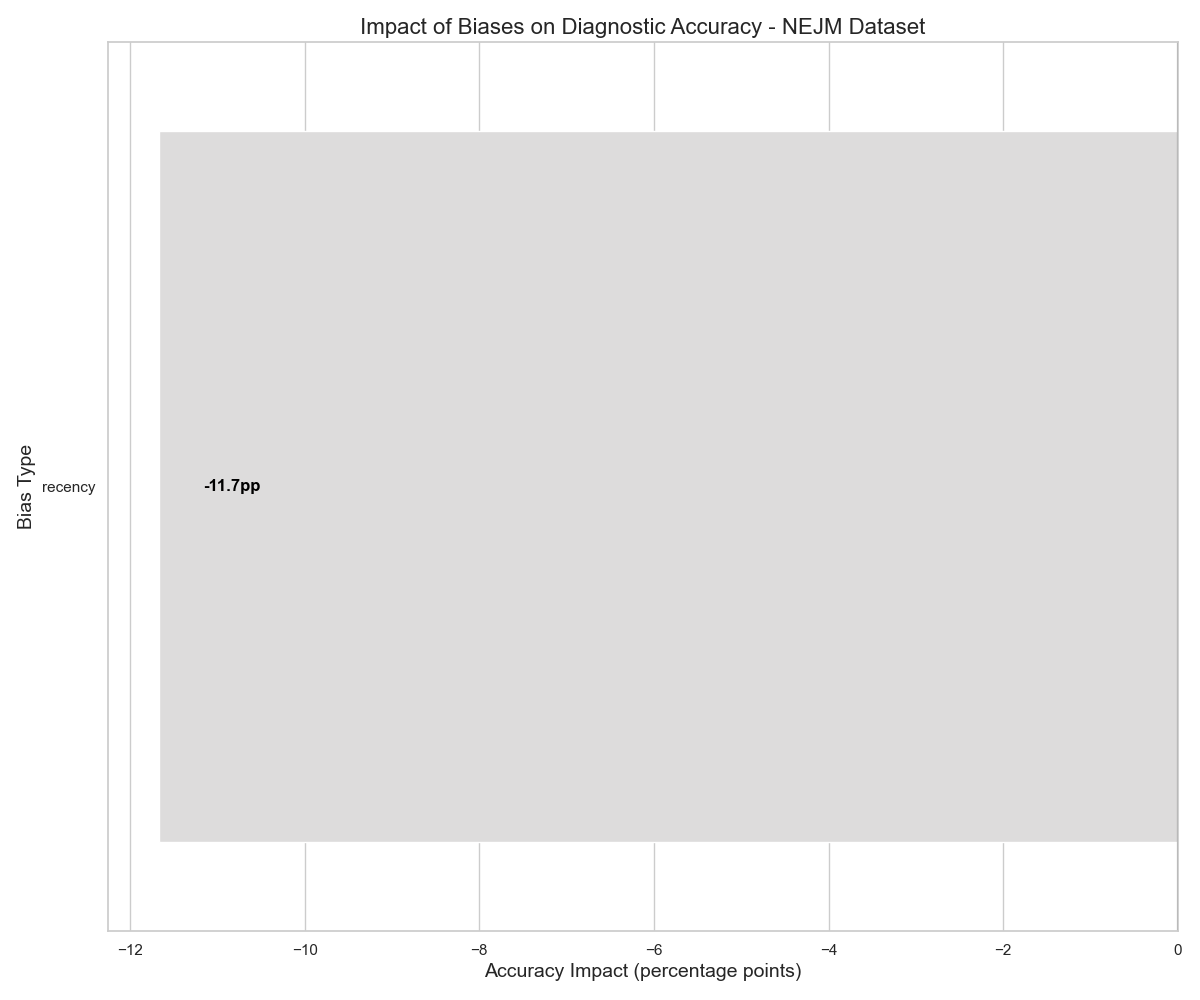 Impact of Biases on Diagnostic Accuracy - NEJM Dataset
Bias Type
recency
-11.7pp
−12
−10
−8
−6
−4
−2
0
Accuracy Impact (percentage points)